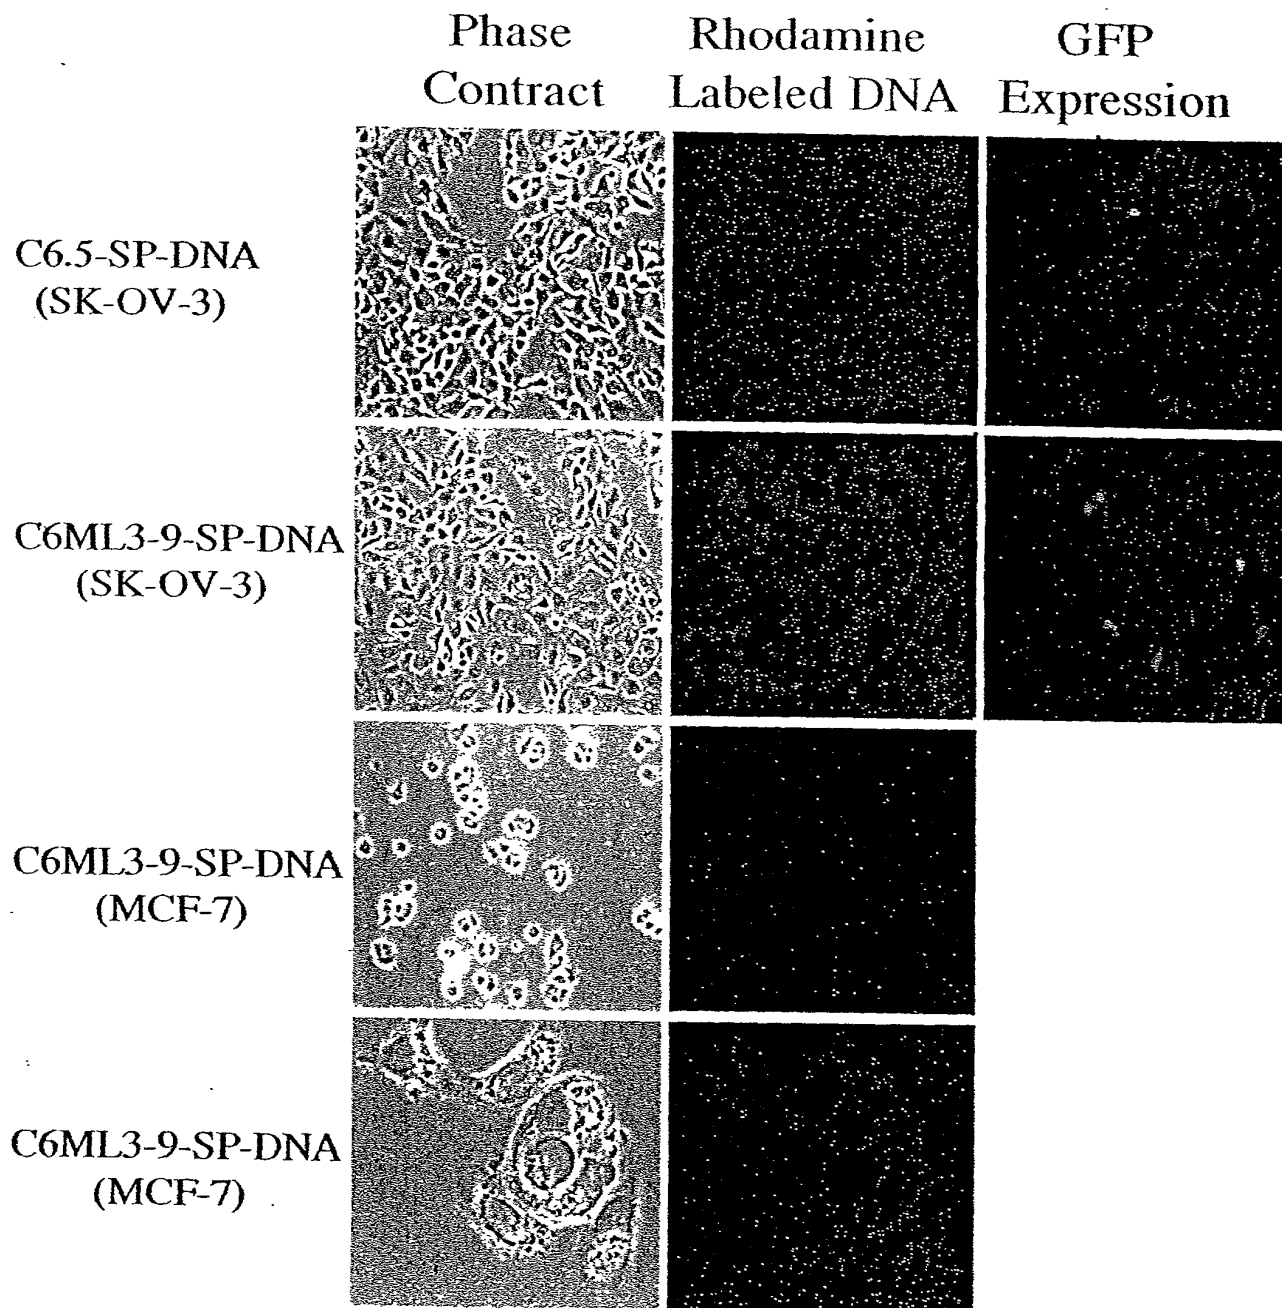 Phase
Contract
Rhodamine
Labeled DNA
GFP
Expression
C6.5-SP-DNA
(SK-OV-3)
C6ML3-9-SP-DNA
(SK-OV-3)
C6ML3-9-SP-DNA
(MCF-7)
C6ML3-9-SP-DNA
(MCF-7)